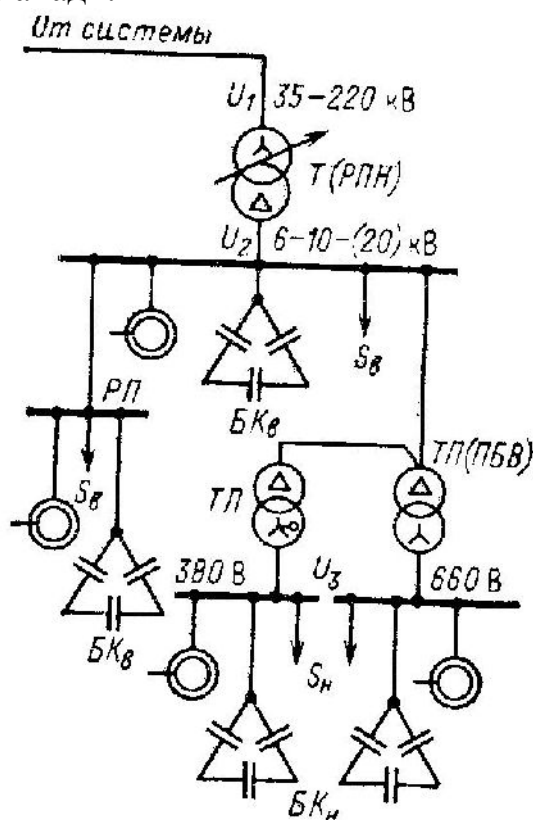 От системы
U₁ 35-220 кВ
Т(РПН)
U₂ 6-10-(20) кВ
Sв
БКв
РП
Sв
БКв
ТП
ТП(ПБВ)
380 В
U₃
660 В
Sн
БКн